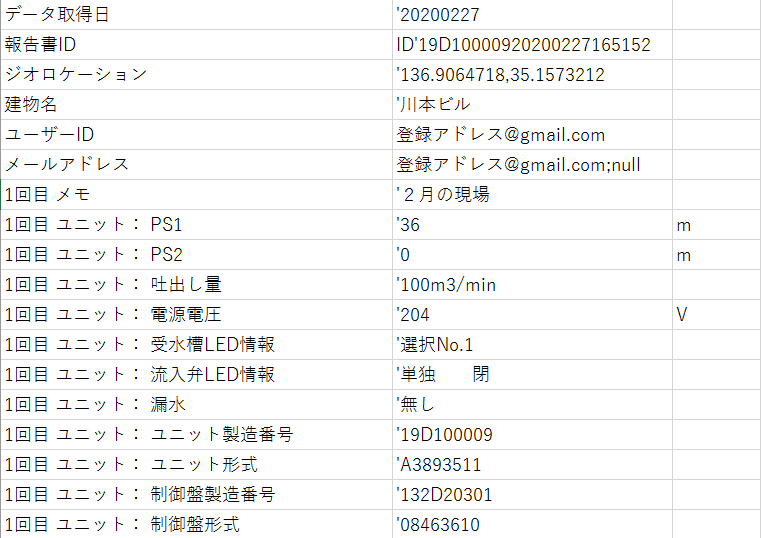 データ取得日 '20200227
報告書ID ID'19D10000920200227165152
ジオロケーション '136.9064718,35.1573212
建物名 '川本ビル
ユーザーID 登録アドレス@gmail.com
メールアドレス 登録アドレス@gmail.com;null
1回目 メモ '２月の現場
1回目 ユニット： PS1 '36 m
1回目 ユニット： PS2 '0 m
1回目 ユニット： 吐出し量 '100m3/min
1回目 ユニット： 電源電圧 '204 V
1回目 ユニット： 受水槽LED情報 '選択No.1
1回目 ユニット： 流入弁LED情報 '単独　　閉
1回目 ユニット： 漏水 '無し
1回目 ユニット： ユニット製造番号 '19D100009
1回目 ユニット： ユニット形式 'A3893511
1回目 ユニット： 制御盤製造番号 '132D20301
1回目 ユニット： 制御盤形式 '08463610